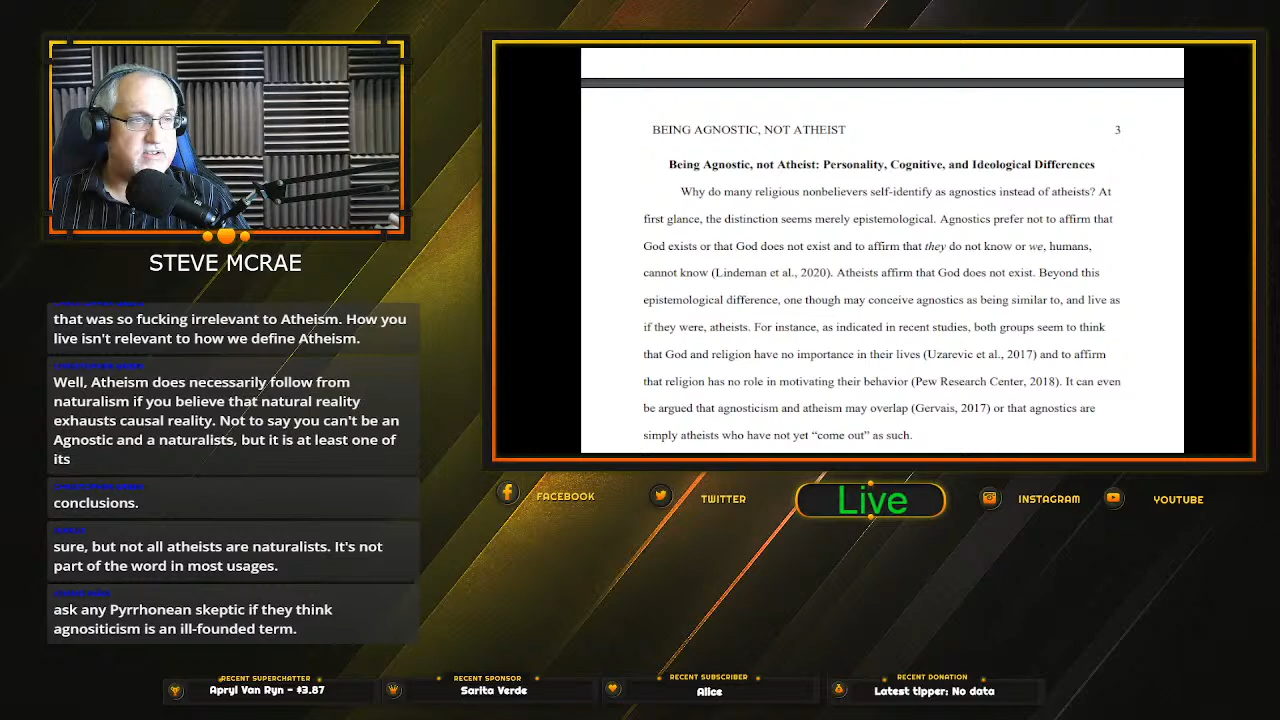 STEVE MCRAE
that was so fucking irrelevant to Atheism. How you
live isn't relevant to how we define Atheism.
Well, Atheism does necessarily follow from
naturalism if you believe that natural reality
exhausts causal reality. Not to say you can't be an
Agnostic and a naturalists, but it is at least one of
its
conclusions.
sure, but not all atheists are naturalists. It's not
part of the word in most usages.
ask any Pyrrhonean skeptic if they think
agnositicism is an ill-founded term.
BEING AGNOSTIC, NOT ATHEIST 3
Being Agnostic, not Atheist: Personality, Cognitive, and Ideological Differences
Why do many religious nonbelievers self-identify as agnostics instead of atheists? At
first glance, the distinction seems merely epistemological. Agnostics prefer not to affirm that
God exists or that God does not exist and to affirm that they do not know or we, humans,
cannot know (Lindeman et al., 2020). Atheists affirm that God does not exist. Beyond this
epistemological difference, one though may conceive agnostics as being similar to, and live as
if they were, atheists. For instance, as indicated in recent studies, both groups seem to think
that God and religion have no importance in their lives (Uzarevic et al., 2017) and to affirm
that religion has no role in motivating their behavior (Pew Research Center, 2018). It can even
be argued that agnosticism and atheism may overlap (Gervais, 2017) or that agnostics are
simply atheists who have not yet “come out” as such.
FACEBOOK
TWITTER
Live
INSTAGRAM
YOUTUBE
RECENT SUPERCHATTER
Apryl Van Ryn - $3.87
RECENT SPONSOR
Sarita Verde
RECENT SUBSCRIBER
Alice
RECENT DONATION
Latest tipper: No data